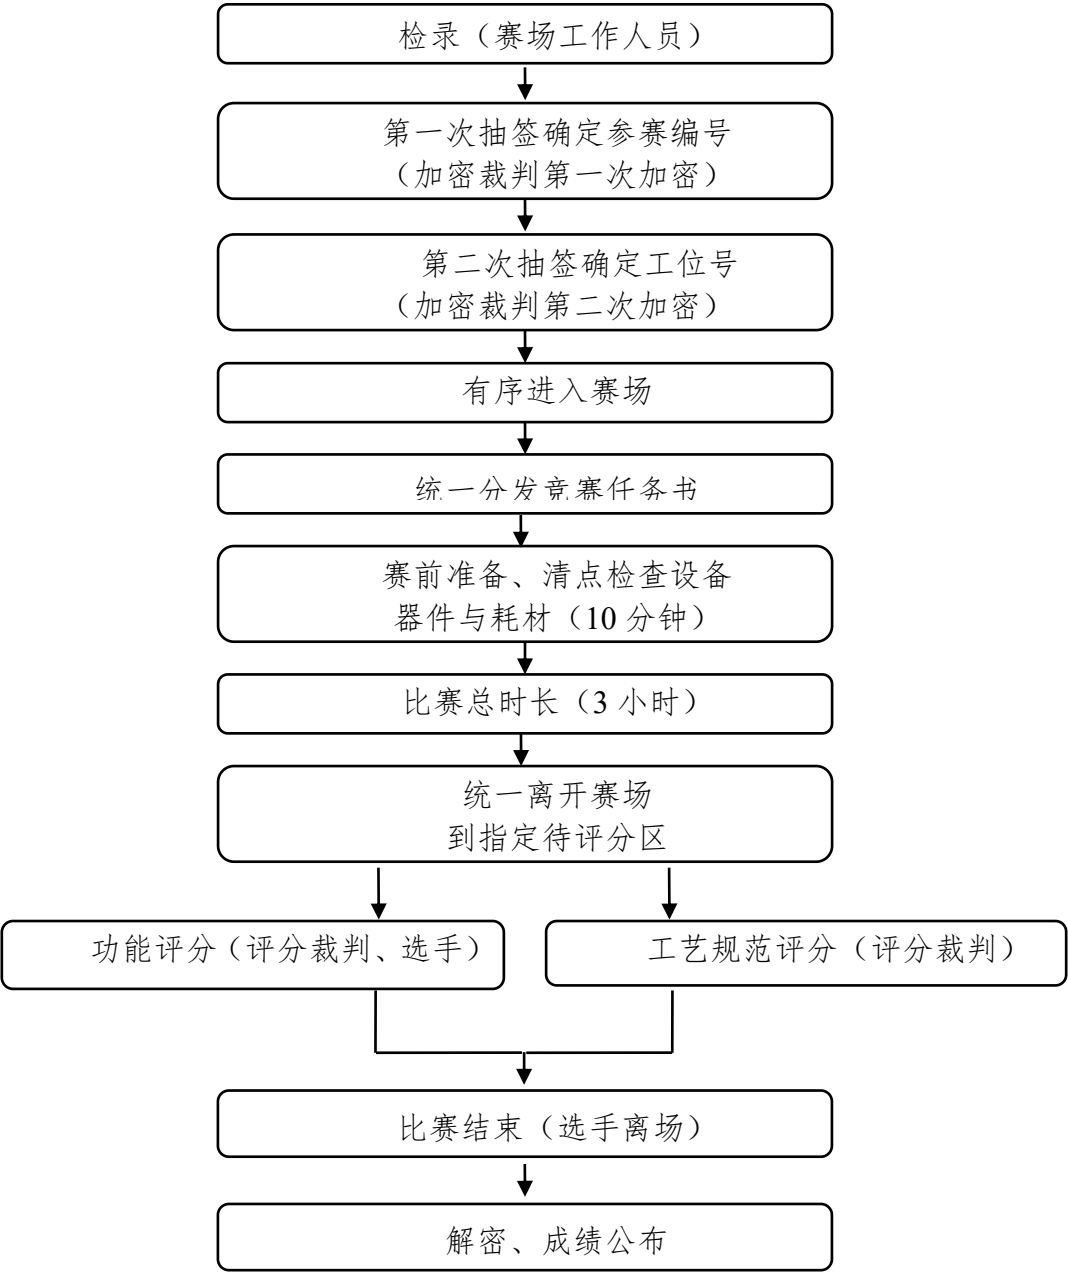 检录（赛场工作人员）
第一次抽签确定参赛编号
（加密裁判第一次加密）
第二次抽签确定工位号
（加密裁判第二次加密）
有序进入赛场
统一分发竞赛任务书
赛前准备、清点检查设备
器件与耗材（10 分钟）
比赛总时长（3 小时）
统一离开赛场
到指定待评分区
功能评分（评分裁判、选手）
工艺规范评分（评分裁判）
比赛结束（选手离场）
解密、成绩公布